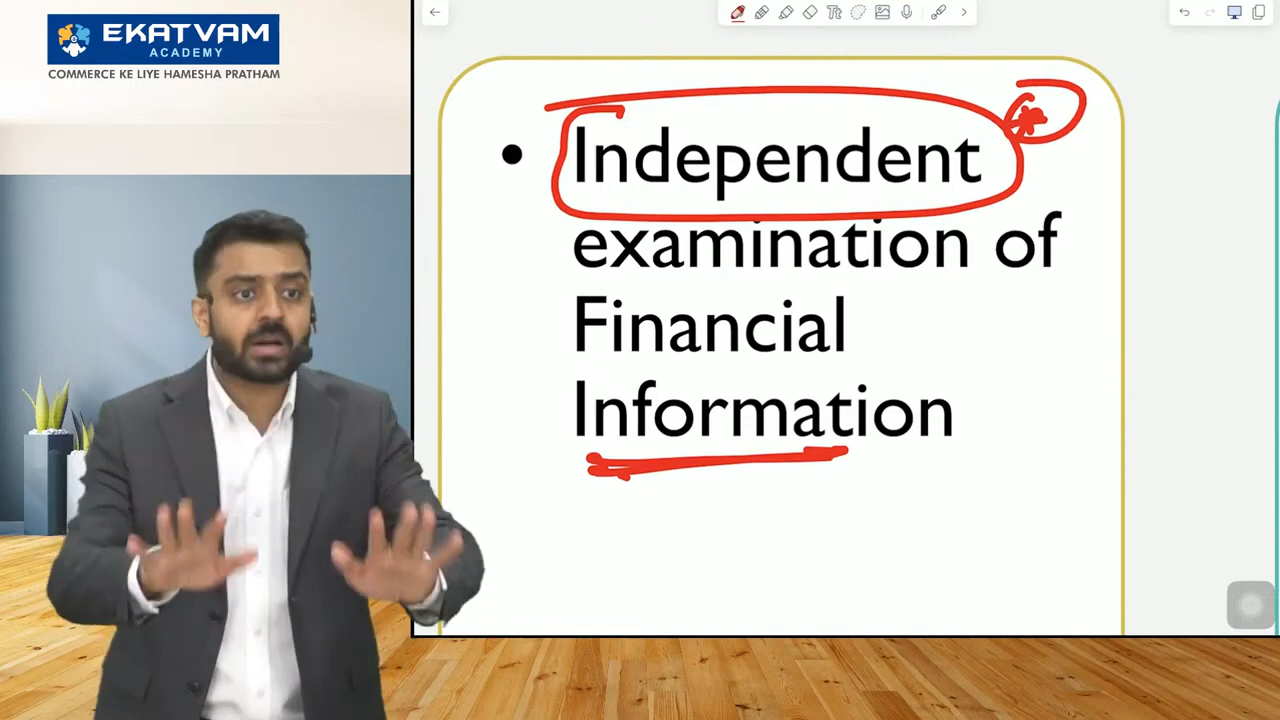 EKATVAM
ACADEMY
COMMERCE KE LIYE HAMESHA PRATHAM
• Independent
examination of
Financial
Information